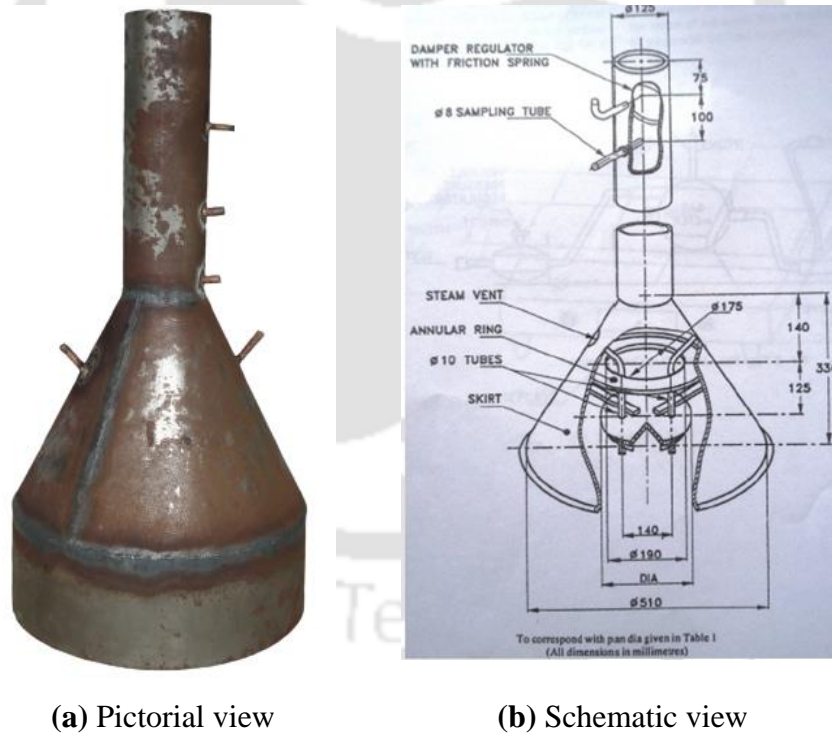 Ø125
DAMPER REGULATOR
WITH FRICTION SPRING
75
Ø8 SAMPLING TUBE
100
STEAM VENT
Ø175
ANNULAR RING
140
Ø10 TUBES
125
SKIRT
140
Ø190
DIA
Ø510
To correspond with pan dia given in Table 1
(All dimensions in millimetres)
Te
(a) Pictorial view
(b) Schematic view